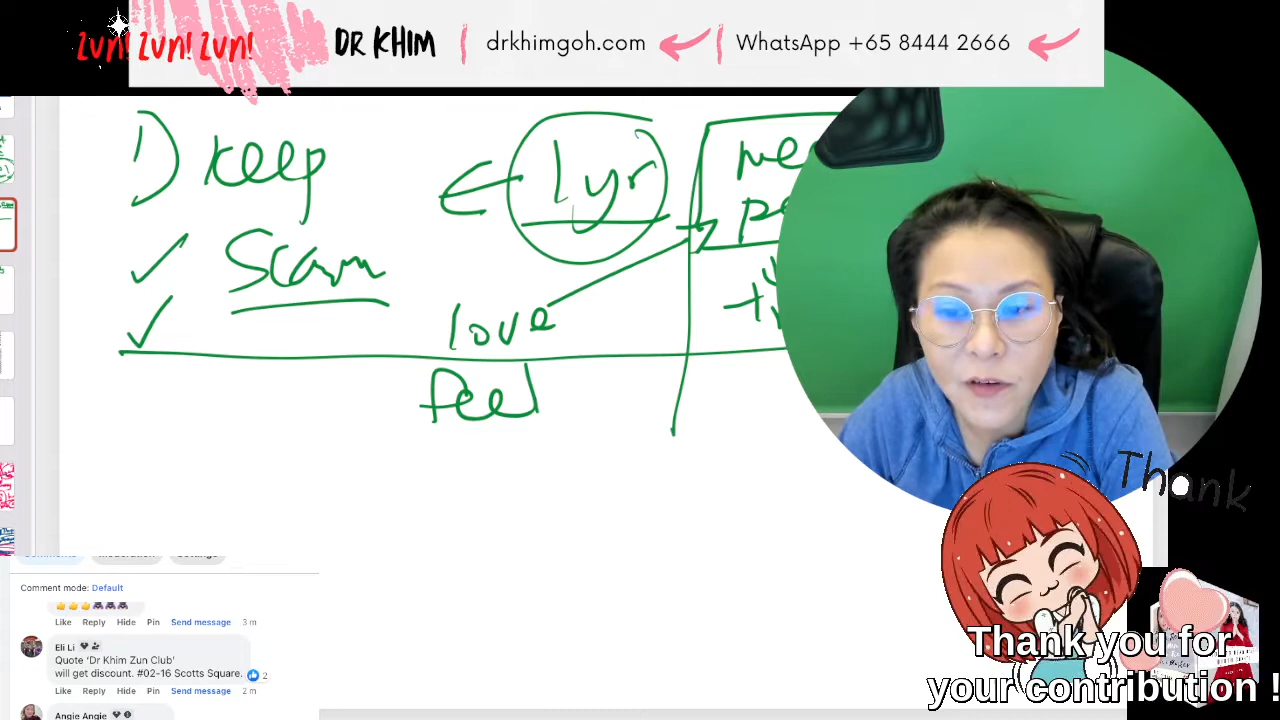 zun! zun! zun! DR KHIM drkhimgoh.com WhatsApp +65 8444 2666
1) keep
1yr
scam
love
feel
Thank
Comment mode: Default
Like Reply Hide Pin Send message 3 m
Eli Li
Quote 'Dr Khim Zun Club'
will get discount. #02-16 Scotts Square.
2
Like Reply Hide Pin Send message 2 m
Angie Angie
Thank you for
your contribution !